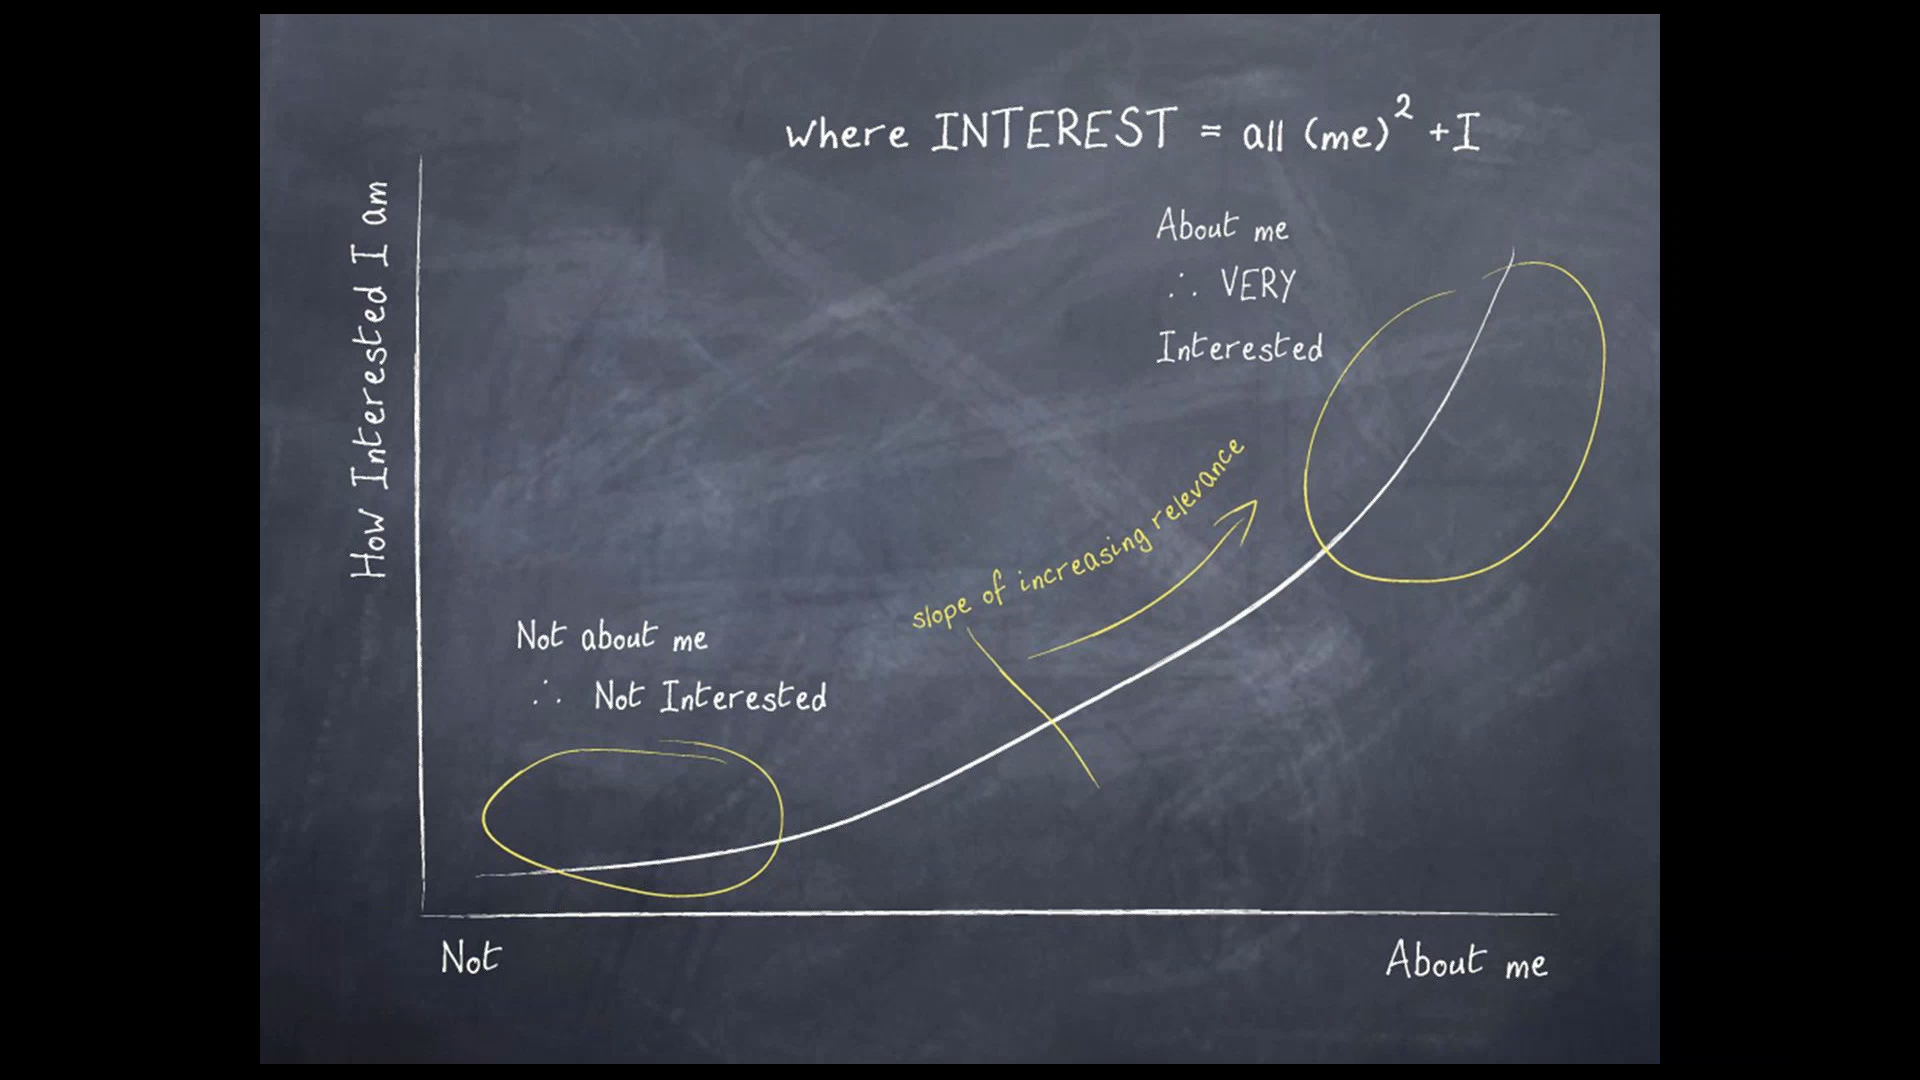 where INTEREST = all (me)² + I
How Interested I am
About me
∴ VERY
Interested
slope of increasing relevance
Not about me
∴ Not Interested
Not
About me